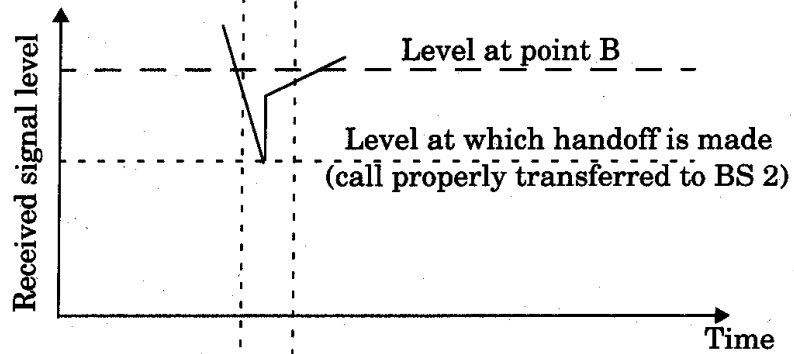 Level at point B
Received signal level
Level at which handoff is made
(call properly transferred to BS 2)
Time